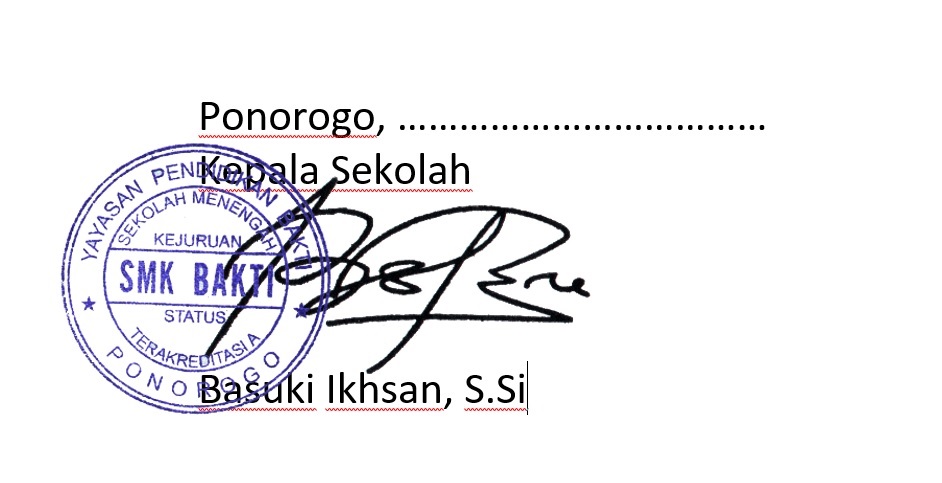 Ponorogo, ....................................
Kepala Sekolah
YAYASAN PENDIDIKAN BAKTI
SEKOLAH MENENGAH
KEJURUAN
SMK BAKTI
STATUS
TERAKREDITASI A
PONOROGO
Basuki Ikhsan, S.Si